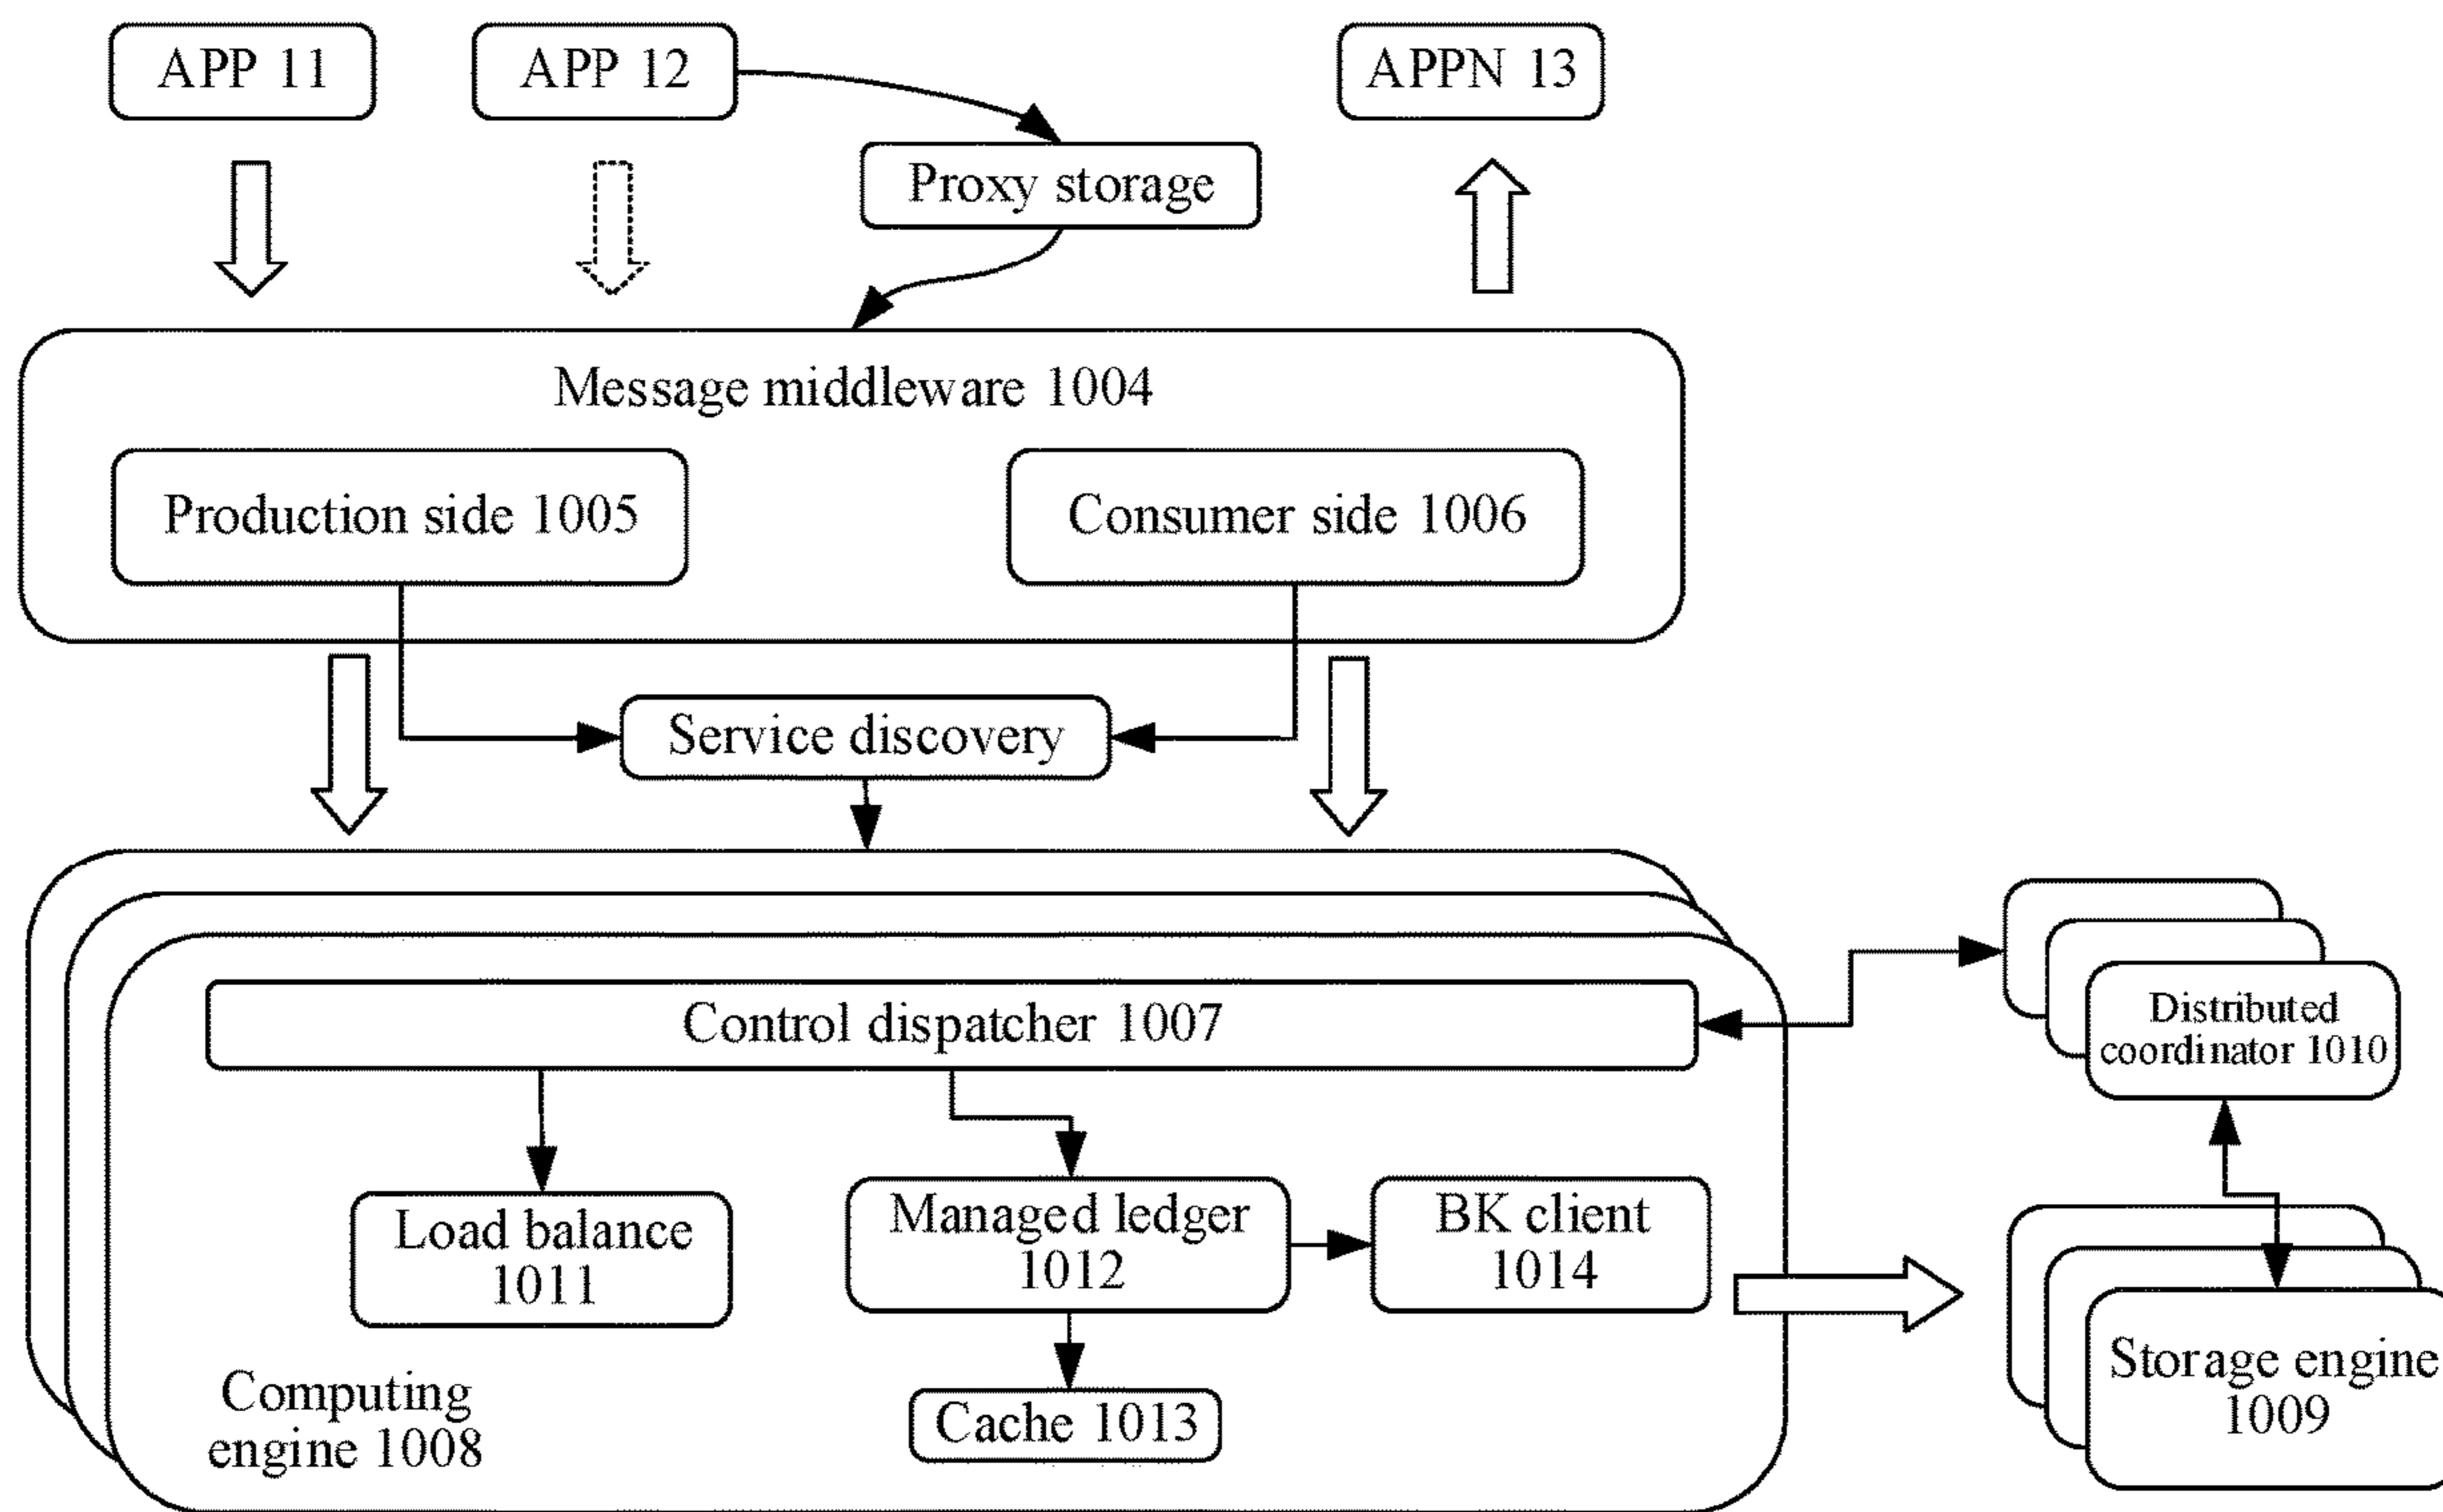 APP 11
APP 12
APPN 13
Proxy storage
Message middleware 1004
Production side 1005
Consumer side 1006
Service discovery
Control dispatcher 1007
Distributed
coordinator 1010
Load balance
1011
Managed ledger
1012
BK client
1014
Cache 1013
Computing
engine 1008
Storage engine
1009